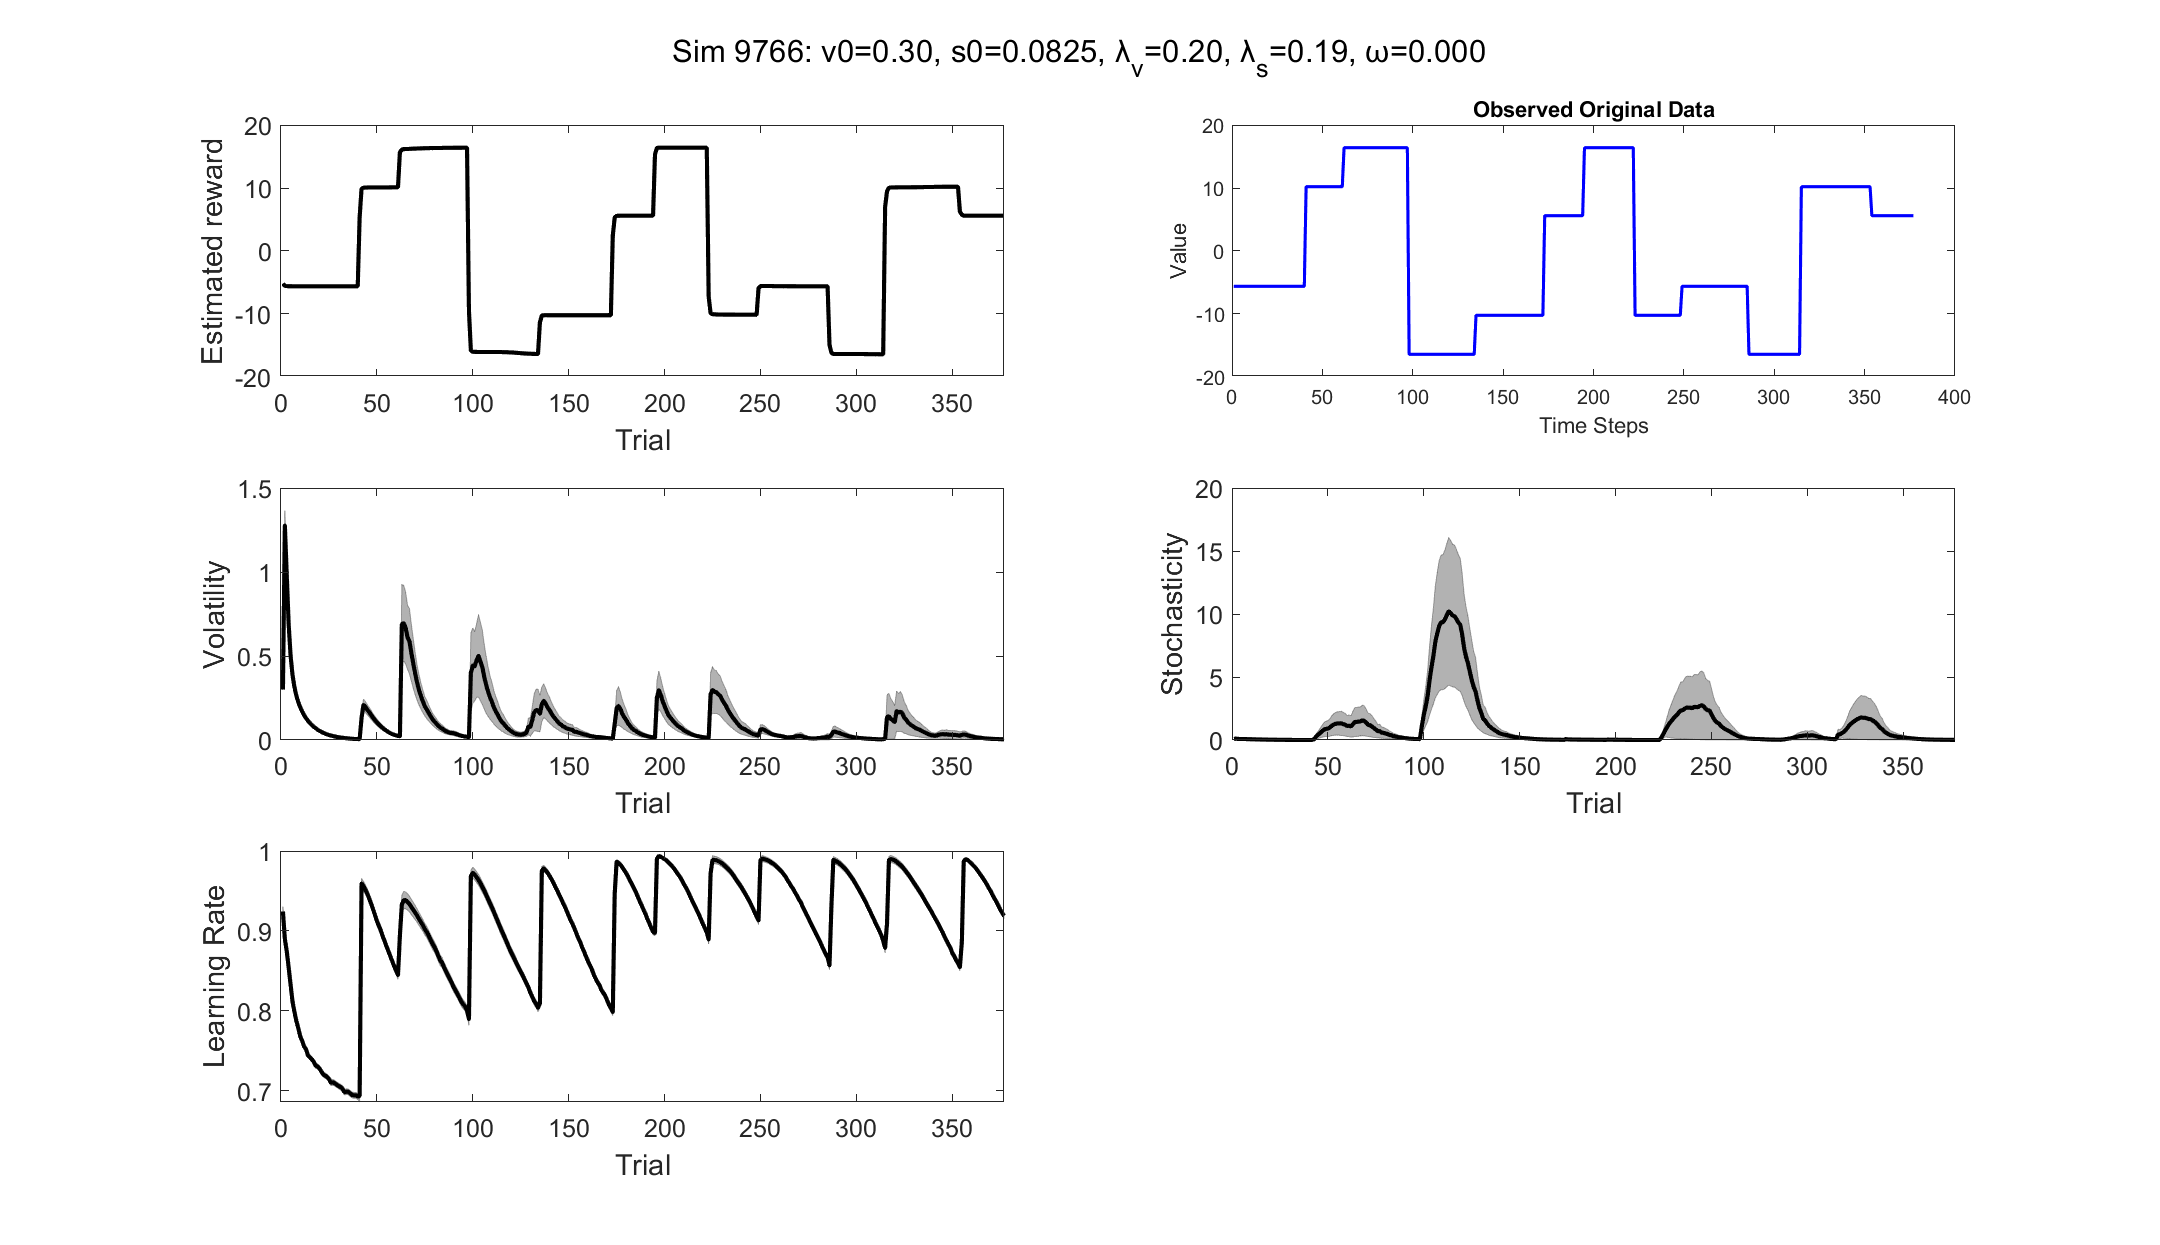 Sim 9766: v0=0.30, s0=0.0825, λv=0.20, λs=0.19, ω=0.000
Estimated reward
20
10
0
-10
-20
0 50 100 150 200 250 300 350
Trial
Observed Original Data
Value
20
10
0
-10
-20
0 50 100 150 200 250 300 350 400
Time Steps
Volatility
1.5
1
0.5
0
0 50 100 150 200 250 300 350
Trial
Stochasticity
20
15
10
5
0
0 50 100 150 200 250 300 350
Trial
Learning Rate
1
0.9
0.8
0.7
0 50 100 150 200 250 300 350
Trial